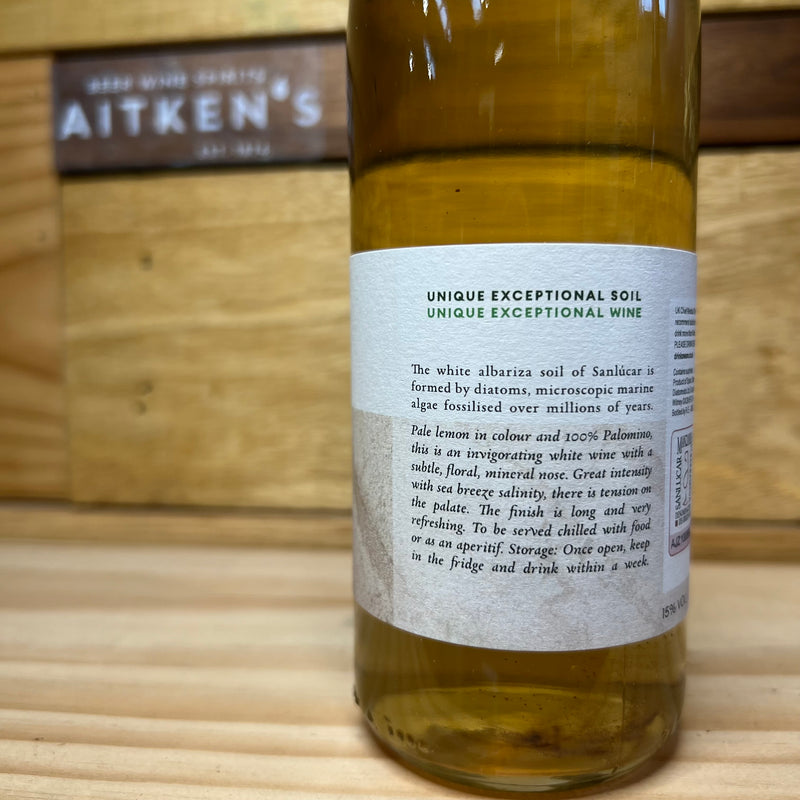 BEER WINE SPIRITS
AITKEN'S
UNIQUE EXCEPTIONAL SOIL
UNIQUE EXCEPTIONAL WINE
The white albariza soil of Sanlúcar is
formed by diatoms, microscopic marine
algae fossilised over millions of years.
Pale lemon in colour and 100% Palomino,
this is an invigorating white wine with a
subtle, floral, mineral nose. Great intensity
with sea breeze salinity, there is tension on
the palate. The finish is long and very
refreshing. To be served chilled with food
or as an aperitif. Storage: Once open, keep
in the fridge and drink within a week.
SANLÚCAR
15% VOL